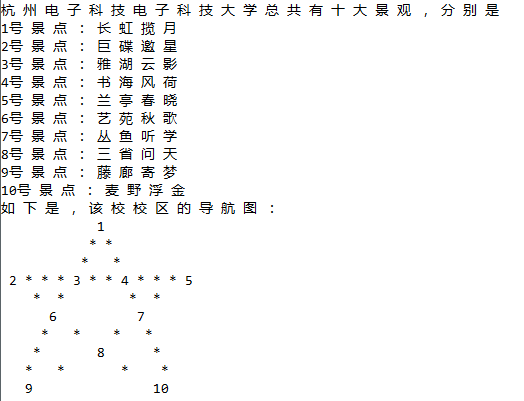 杭州电子科技电子科技大学总共有十大景观，分别是
1号景点：长虹揽月
2号景点：巨碟邀星
3号景点：雅湖云影
4号景点：书海风荷
5号景点：兰亭春晓
6号景点：艺苑秋歌
7号景点：丛鱼听学
8号景点：三省问天
9号景点：藤廊寄梦
10号景点：麦野浮金
如下是，该校校区的导航图：
1
* *
* *
2 * * * 3 * * 4 * * * 5
* * * *
6 7
* * * *
* 8 *
* * * *
9 10